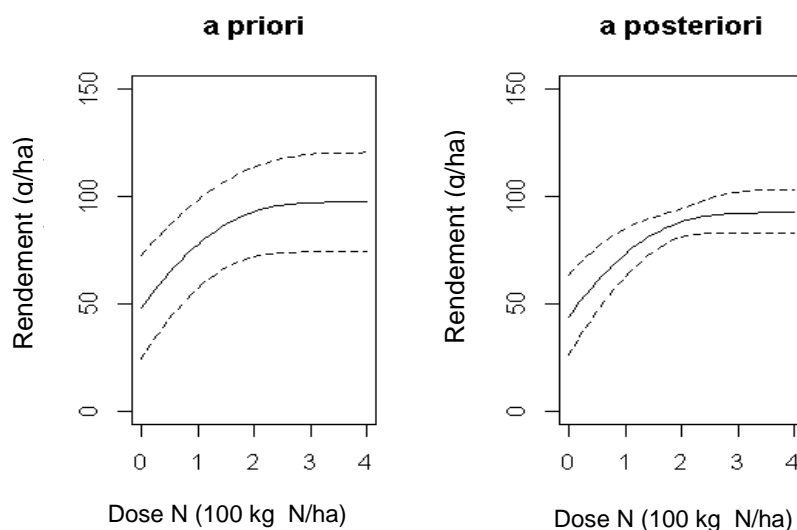 a priori
a posteriori
150
100
50
0
Rendement (q/ha)
0 1 2 3 4
Dose N (100 kg N/ha)
150
100
50
0
Rendement (q/ha)
0 1 2 3 4
Dose N (100 kg N/ha)